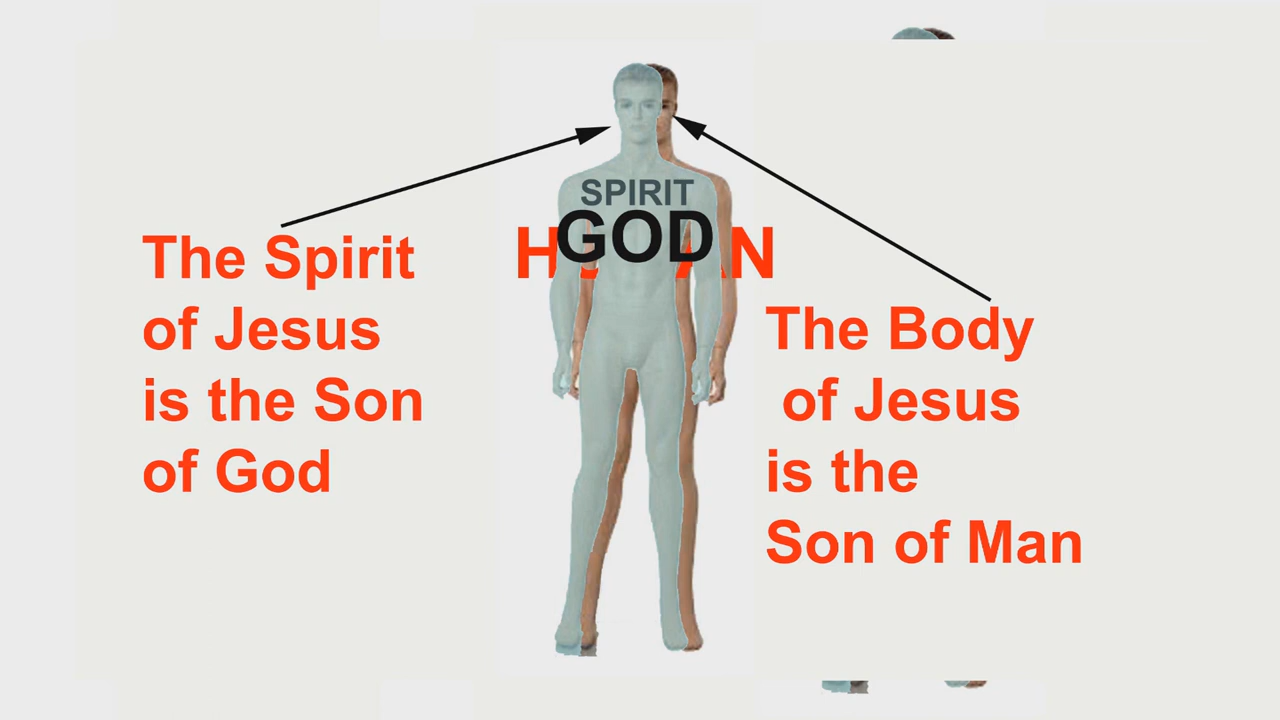 SPIRIT
GOD
The Spirit
of Jesus
is the Son
of God
The Body
of Jesus
is the
Son of Man